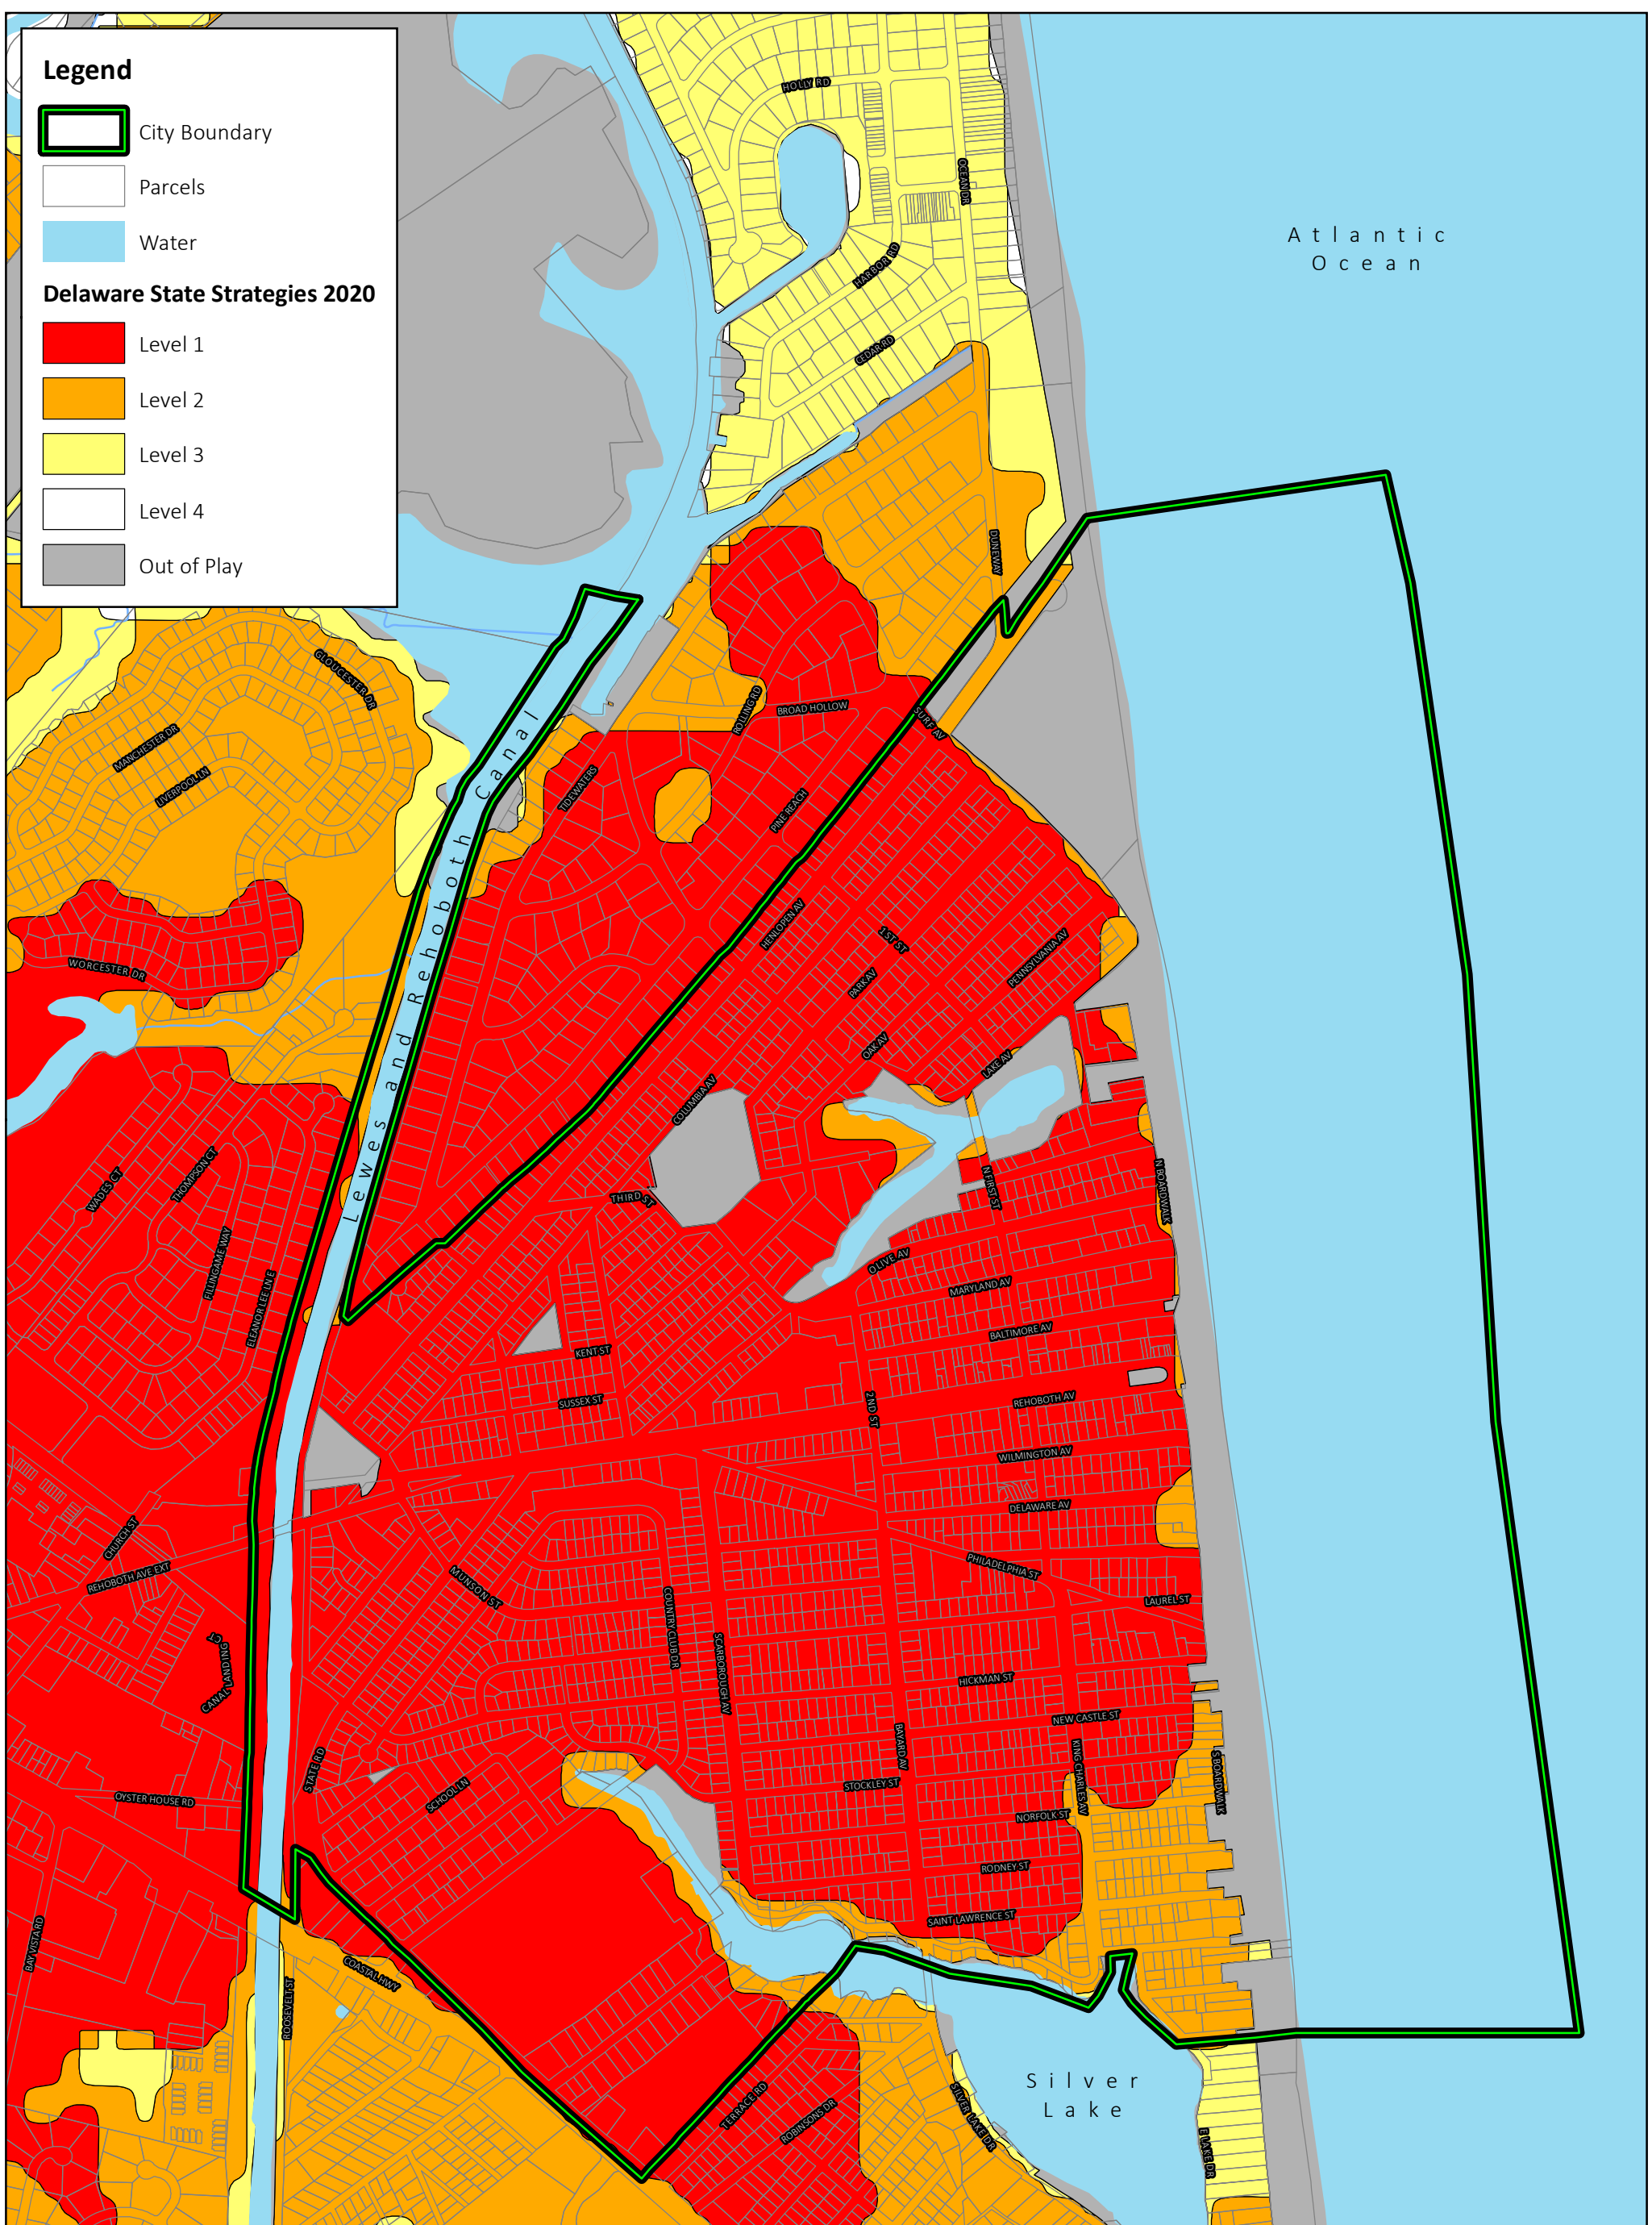 Legend
City Boundary
Parcels
Water
Delaware State Strategies 2020
Level 1
Level 2
Level 3
Level 4
Out of Play
HOLLY RD
OCEAN DR
Atlantic
Ocean
HARBOR RD
CEDAR RD
DUNEWAY
GLOUCESTER DR
MANCHESTER DR
LIVERPOOL LN
ROLLING RD
BROAD HOLLOW
SURF AV
TIDEWATERS
PINE REACH
Lewes and Rehoboth Canal
HENLOPEN AV
1ST ST
PARK AV
PENNSYLVANIA AV
WORCESTER DR
OAK AV
LAKE AV
COLUMBIA AV
WADES CT
THOMPSON CT
THIRD ST
N FIRST ST
N BOARDWALK
FILLINGAME WAY
ELEANOR LEE LN E
OLIVE AV
MARYLAND AV
BALTIMORE AV
KENT ST
SUSSEX ST
2ND ST
REHOBOTH AV
WILMINGTON AV
DELAWARE AV
CHURCH ST
REHOBOTH AVE EXT
MUNSON ST
PHILADELPHIA ST
LAUREL ST
COUNTRY CLUB DR
SCARBOROUGH AV
CANAL LANDING CT
HICKMAN ST
NEW CASTLE ST
BAYARD AV
KING CHARLES AV
S BOARDWALK
STATE RD
SCHOOL LN
STOCKLEY ST
OYSTER HOUSE RD
NORFOLK ST
RODNEY ST
SAINT LAWRENCE ST
BAY VISTA RD
COASTAL HWY
ROOSEVELT ST
Silver
Lake
TERRACE RD
ROBINSONS DR
SILVER LAKE DR
E LAKE DR